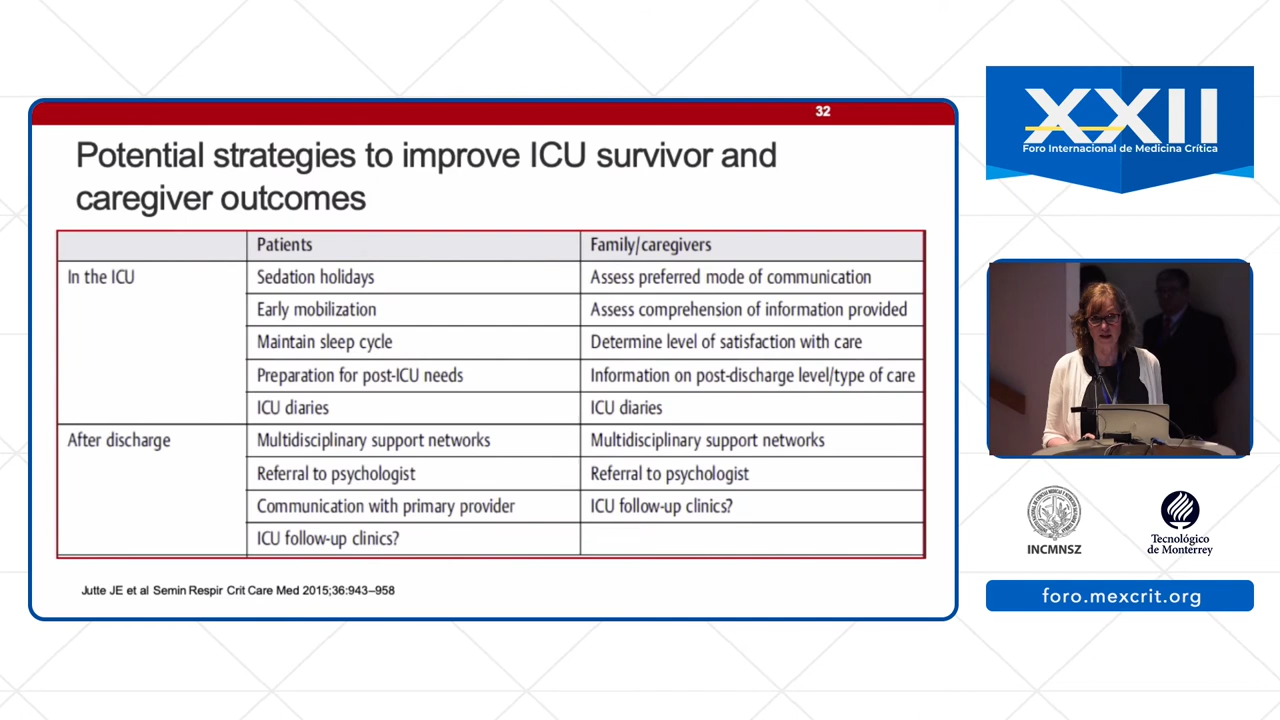 32
Potential strategies to improve ICU survivor and
caregiver outcomes
Patients Family/caregivers
In the ICU Sedation holidays Assess preferred mode of communication
Early mobilization Assess comprehension of information provided
Maintain sleep cycle Determine level of satisfaction with care
Preparation for post-ICU needs Information on post-discharge level/type of care
ICU diaries ICU diaries
After discharge Multidisciplinary support networks Multidisciplinary support networks
Referral to psychologist Referral to psychologist
Communication with primary provider ICU follow-up clinics?
ICU follow-up clinics?
Jutte JE et al Semin Respir Crit Care Med 2015;36:943–958
XXII
Foro Internacional de Medicina Crítica
INCMNSZ
Tecnológico
de Monterrey
foro.mexcrit.org